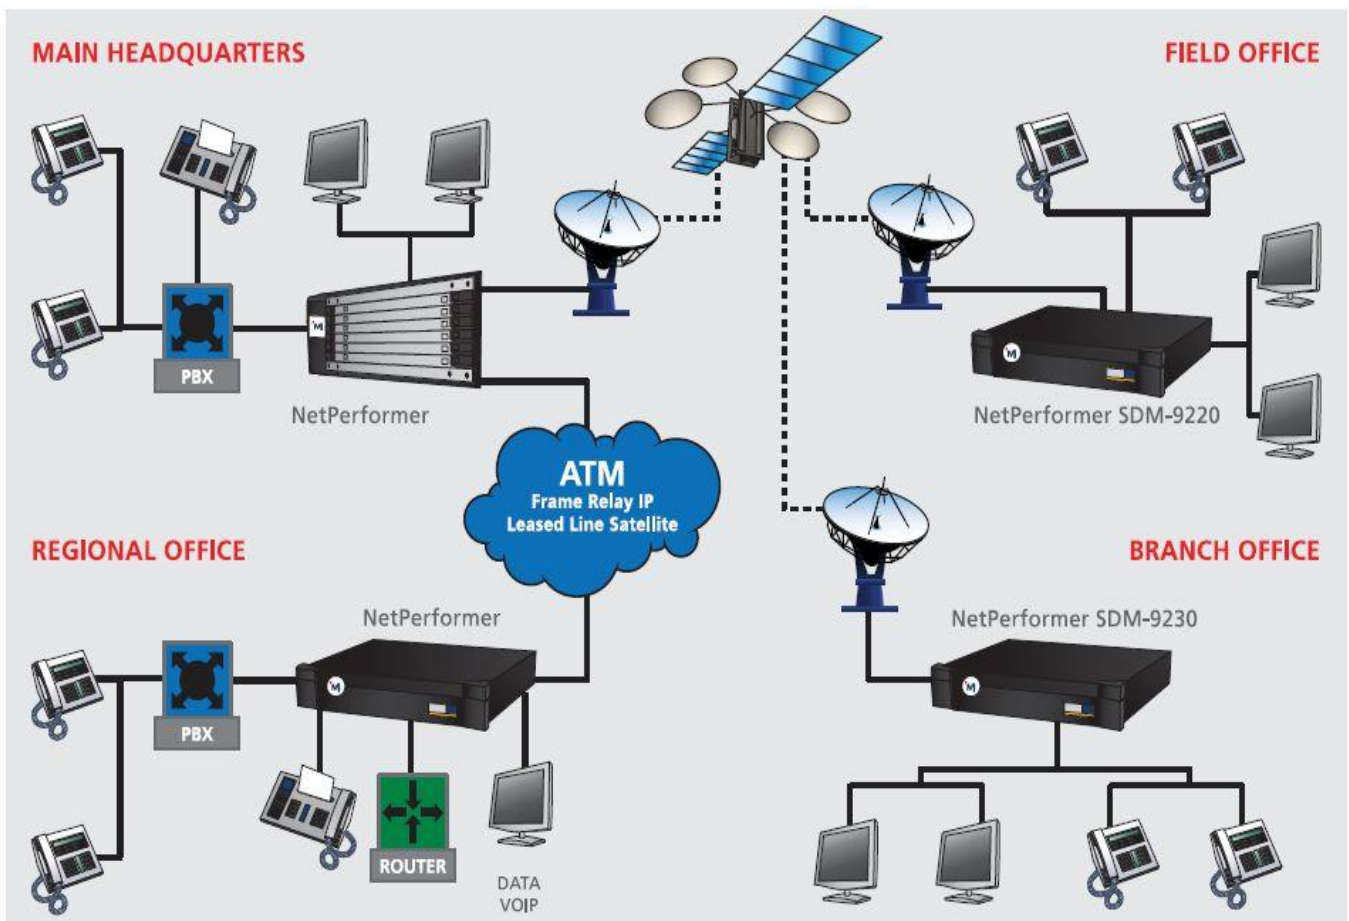 MAIN HEADQUARTERS
FIELD OFFICE
PBX
M
NetPerformer
M
NetPerformer SDM-9220
ATM
Frame Relay IP
Leased Line Satellite
REGIONAL OFFICE
BRANCH OFFICE
NetPerformer
NetPerformer SDM-9230
M
M
PBX
ROUTER
DATA
VOIP